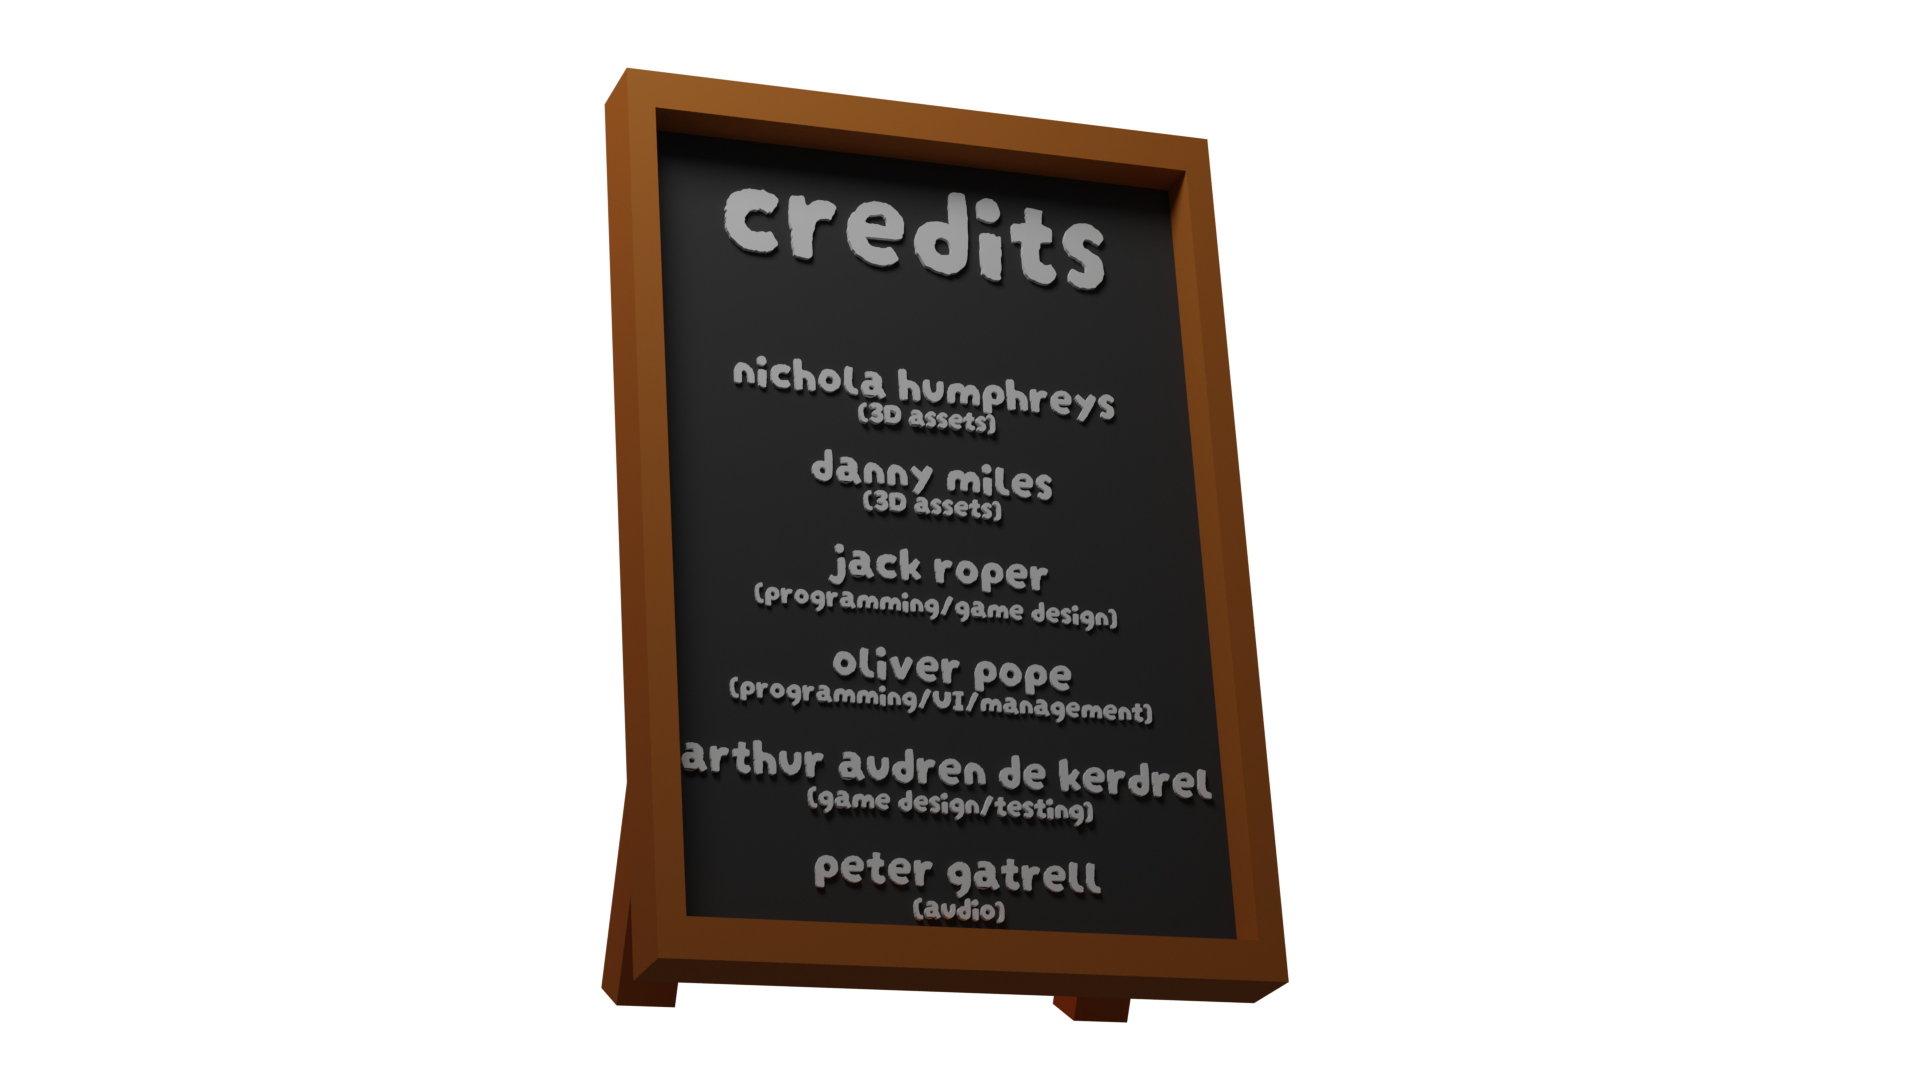 credits
nichola humphreys
(3D assets)
danny miles
(3D assets)
jack roper
(programming/game design)
oliver pope
(programming/UI/management)
arthur audren de kerdrel
(game design/testing)
peter gatrell
(audio)